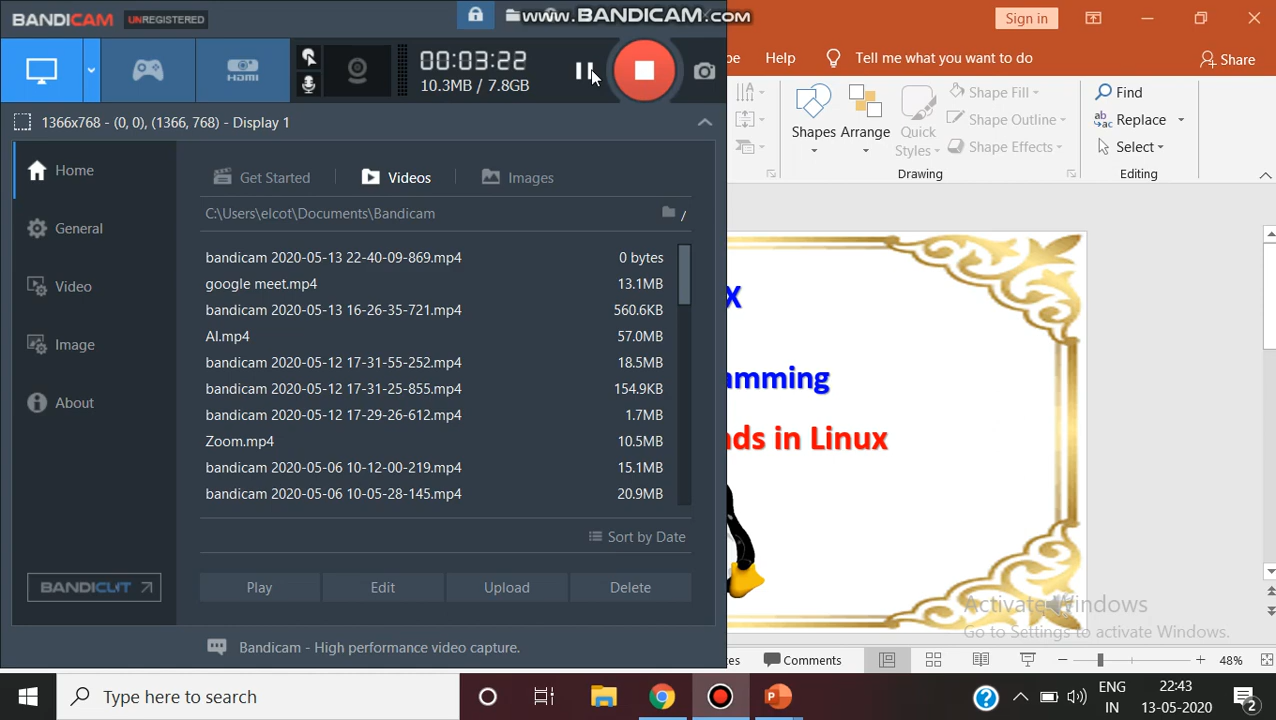 BANDICAM UNREGISTERED
www.BANDICAM.com
Sign in
HDMI
00:03:22
10.3MB / 7.8GB
Help
Tell me what you want to do
Share
1366x768 - (0, 0), (1366, 768) - Display 1
Shapes
Arrange
Quick
Styles
Shape Fill
Shape Outline
Shape Effects
Find
Replace
Select
Drawing
Editing
Home
General
Video
Image
About
Get Started
Videos
Images
C:\Users\elcot\Documents\Bandicam
/
bandicam 2020-05-13 22-40-09-869.mp4 0 bytes
google meet.mp4 13.1MB
bandicam 2020-05-13 16-26-35-721.mp4 560.6KB
AI.mp4 57.0MB
bandicam 2020-05-12 17-31-55-252.mp4 18.5MB
bandicam 2020-05-12 17-31-25-855.mp4 154.9KB
bandicam 2020-05-12 17-29-26-612.mp4 1.7MB
Zoom.mp4 10.5MB
bandicam 2020-05-06 10-12-00-219.mp4 15.1MB
bandicam 2020-05-06 10-05-28-145.mp4 20.9MB
Sort by Date
BANDICUT
Play
Edit
Upload
Delete
Bandicam - High performance video capture.
X
amming
ds in Linux
Activate Windows
Go to Settings to activate Windows.
Comments
48%
Type here to search
ENG
IN
22:43
13-05-2020
2